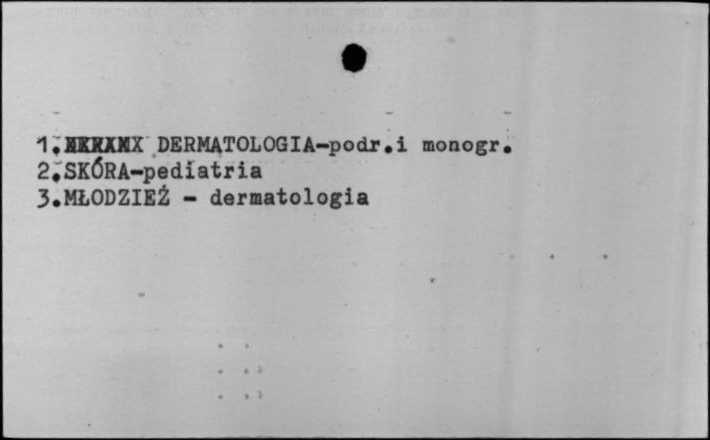 1. DERMATOLOGIA-podr.i monogr.
2.SKÓRA-pediatria
3.MŁODZIEŻ - dermatologia